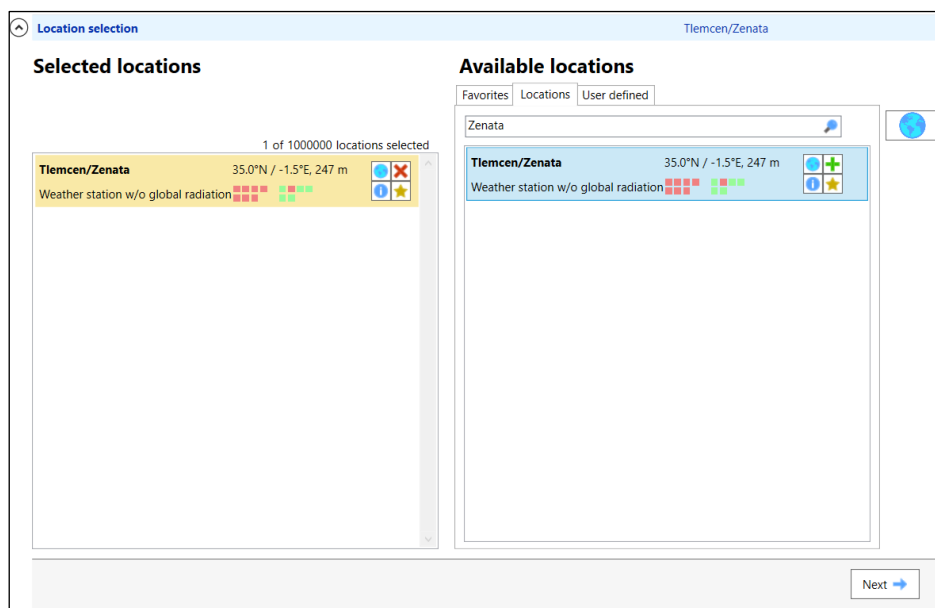 Location selection
Tlemcen/Zenata
Selected locations
Available locations
Favorites Locations User defined
Zenata
1 of 1000000 locations selected
Tlemcen/Zenata 35.0°N / -1.5°E, 247 m
Weather station w/o global radiation
Tlemcen/Zenata 35.0°N / -1.5°E, 247 m
Weather station w/o global radiation
Next